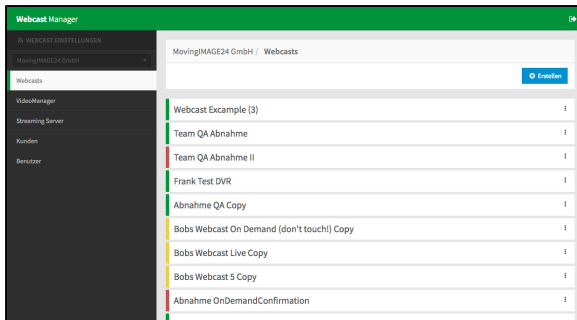 Webcast Manager
WEBCAST EINSTELLUNGEN
MovingIMAGE24 GmbH
Webcasts
VideoManager
Streaming Server
Kunden
Benutzer
MovingIMAGE24 GmbH / Webcasts
Erstellen
Webcast Excample (3)
Team QA Abnahme
Team QA Abnahme II
Frank Test DVR
Abnahme QA Copy
Bobs Webcast On Demand (don't touch!) Copy
Bobs Webcast Live Copy
Bobs Webcast 5 Copy
Abnahme OnDemandConfirmation